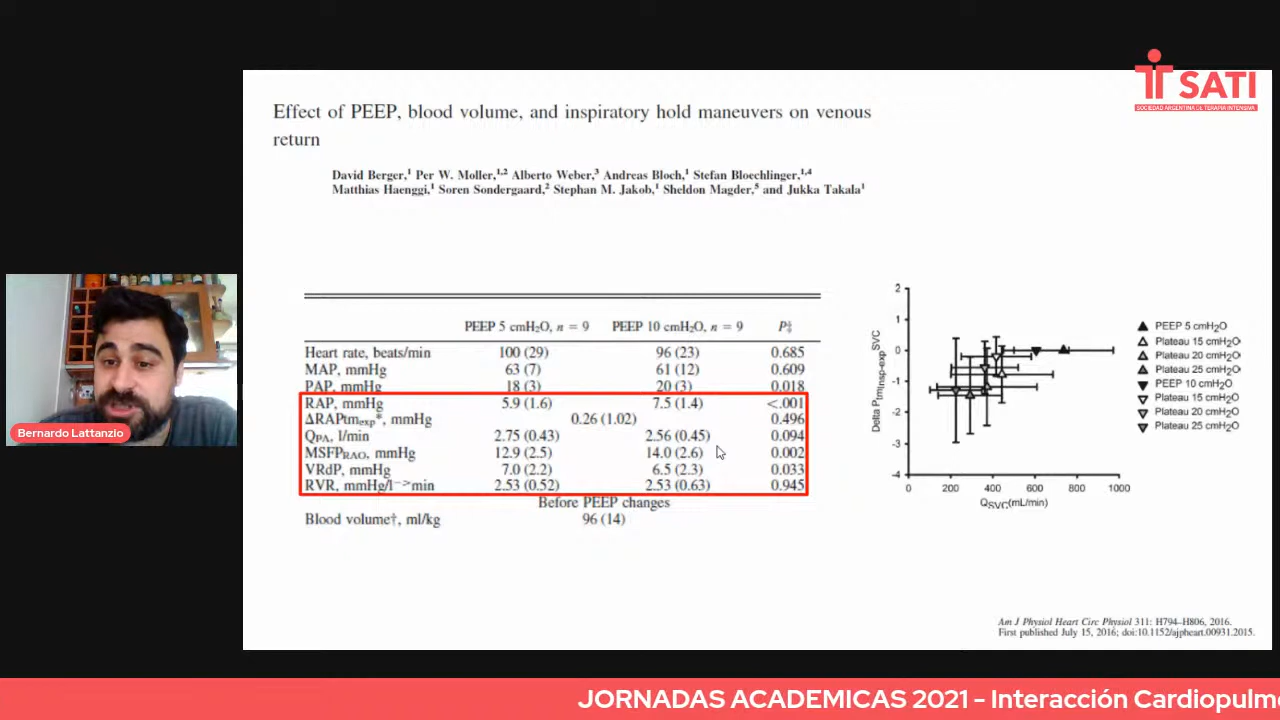 SATI
SOCIEDAD ARGENTINA DE TERAPIA INTENSIVA
Effect of PEEP, blood volume, and inspiratory hold maneuvers on venous
return
David Berger,1 Per W. Moller,1,2 Alberto Weber,3 Andreas Bloch,1 Stefan Bloechlinger,1,4
Matthias Haenggi,1 Soren Sondergaard,2 Stephan M. Jakob,1 Sheldon Magder,5 and Jukka Takala1
PEEP 5 cmH2O, n = 9 PEEP 10 cmH2O, n = 9 P‡
Heart rate, beats/min 100 (29) 96 (23) 0.685
MAP, mmHg 63 (7) 61 (12) 0.609
PAP, mmHg 18 (3) 20 (3) 0.018
RAP, mmHg 5.9 (1.6) 7.5 (1.4) <.001
ΔRAPtmexp*, mmHg 0.26 (1.02) 0.496
QPA, l/min 2.75 (0.43) 2.56 (0.45) 0.094
MSFPRAO, mmHg 12.9 (2.5) 14.0 (2.6) 0.002
VRdP, mmHg 7.0 (2.2) 6.5 (2.3) 0.033
RVR, mmHg/l−>min 2.53 (0.52) 2.53 (0.63) 0.945
Before PEEP changes
Blood volume†, ml/kg 96 (14)
Delta Ptminsp-expSVC
2
1
0
-1
-2
-3
-4
0 200 400 600 800 1000
QSVC(mL/min)
PEEP 5 cmH2O
Plateau 15 cmH2O
Plateau 20 cmH2O
Plateau 25 cmH2O
PEEP 10 cmH2O
Plateau 15 cmH2O
Plateau 20 cmH2O
Plateau 25 cmH2O
Am J Physiol Heart Circ Physiol 311: H794–H806, 2016.
First published July 15, 2016; doi:10.1152/ajpheart.00931.2015.
Bernardo Lattanzio
JORNADAS ACADEMICAS 2021 - Interacción Cardiopulm